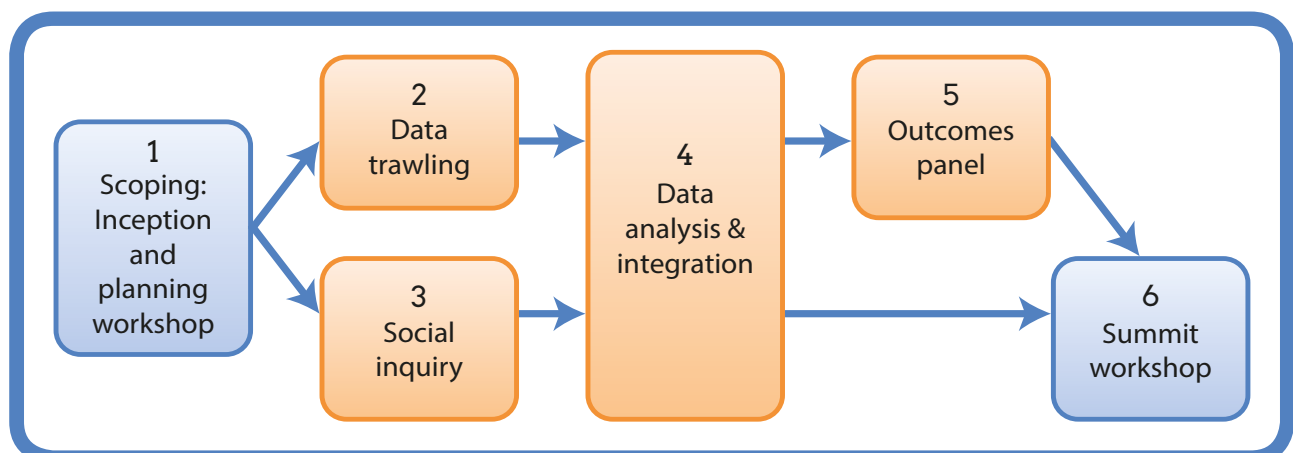 1
Scoping:
Inception
and
planning
workshop
2
Data
trawling
3
Social
inquiry
4
Data
analysis &
integration
5
Outcomes
panel
6
Summit
workshop